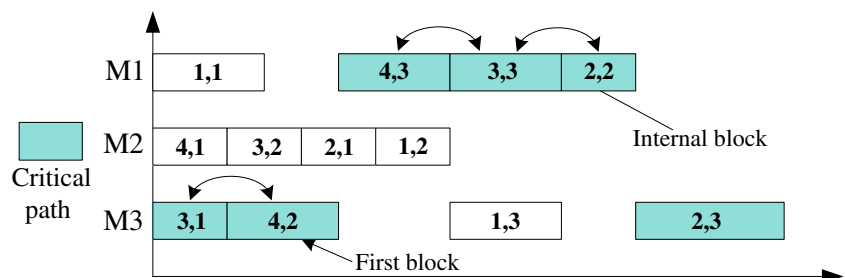 M1
1,1
4,3
3,3
2,2
Internal block
M2
4,1
3,2
2,1
1,2
Critical
path
M3
3,1
4,2
1,3
2,3
First block